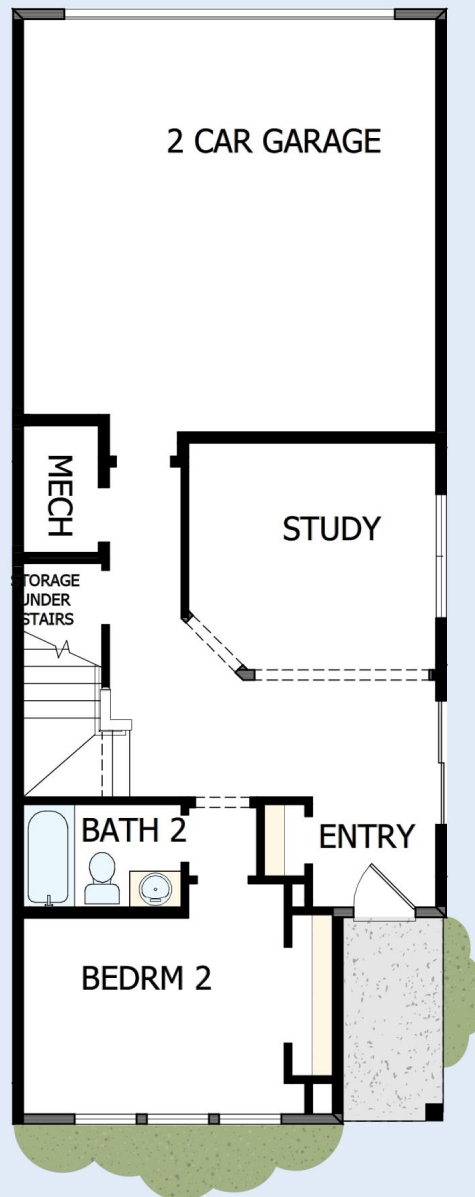 2 CAR GARAGE
MECH
STUDY
STORAGE
UNDER
STAIRS
BATH 2
ENTRY
BEDRM 2